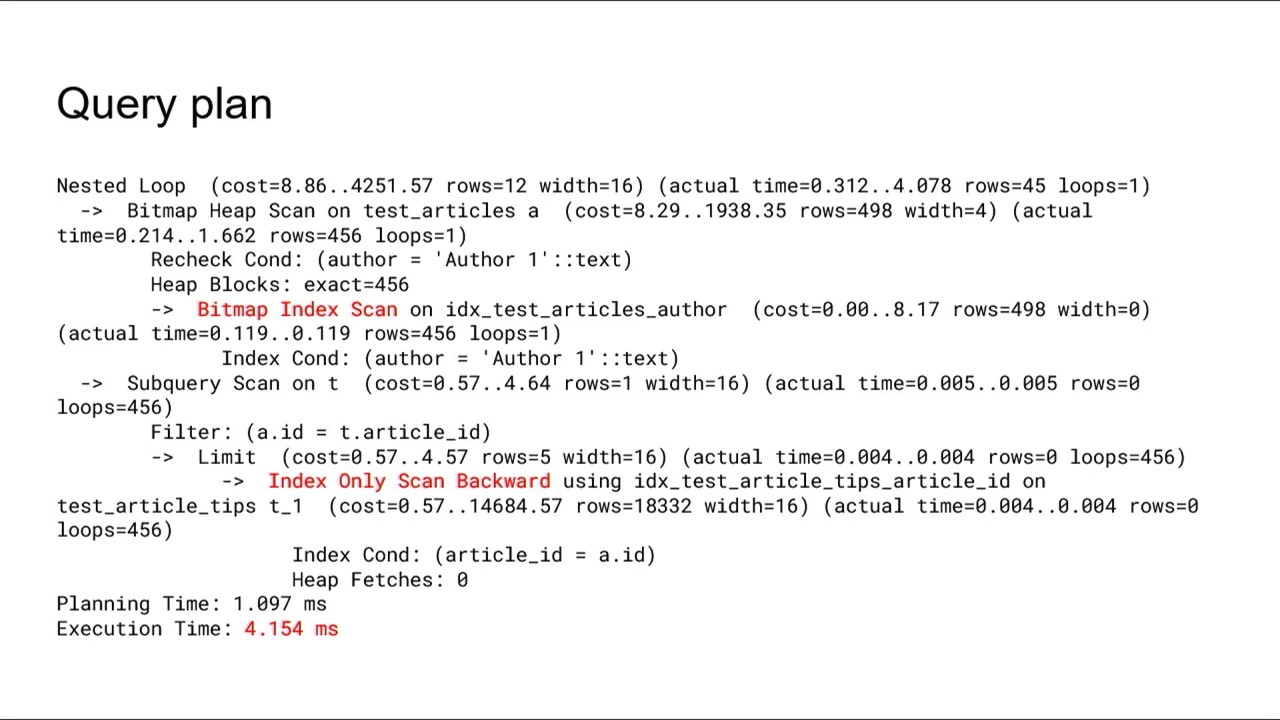 Query plan
Nested Loop  (cost=8.86..4251.57 rows=12 width=16) (actual time=0.312..4.078 rows=45 loops=1)
  ->  Bitmap Heap Scan on test_articles a  (cost=8.29..1938.35 rows=498 width=4) (actual
time=0.214..1.662 rows=456 loops=1)
        Recheck Cond: (author = 'Author 1'::text)
        Heap Blocks: exact=456
        ->  Bitmap Index Scan on idx_test_articles_author  (cost=0.00..8.17 rows=498 width=0)
(actual time=0.119..0.119 rows=456 loops=1)
              Index Cond: (author = 'Author 1'::text)
  ->  Subquery Scan on t  (cost=0.57..4.64 rows=1 width=16) (actual time=0.005..0.005 rows=0
loops=456)
        Filter: (a.id = t.article_id)
        ->  Limit  (cost=0.57..4.57 rows=5 width=16) (actual time=0.004..0.004 rows=0 loops=456)
              ->  Index Only Scan Backward using idx_test_article_tips_article_id on
test_article_tips t_1  (cost=0.57..14684.57 rows=18332 width=16) (actual time=0.004..0.004 rows=0
loops=456)
                    Index Cond: (article_id = a.id)
                    Heap Fetches: 0
Planning Time: 1.097 ms
Execution Time: 4.154 ms